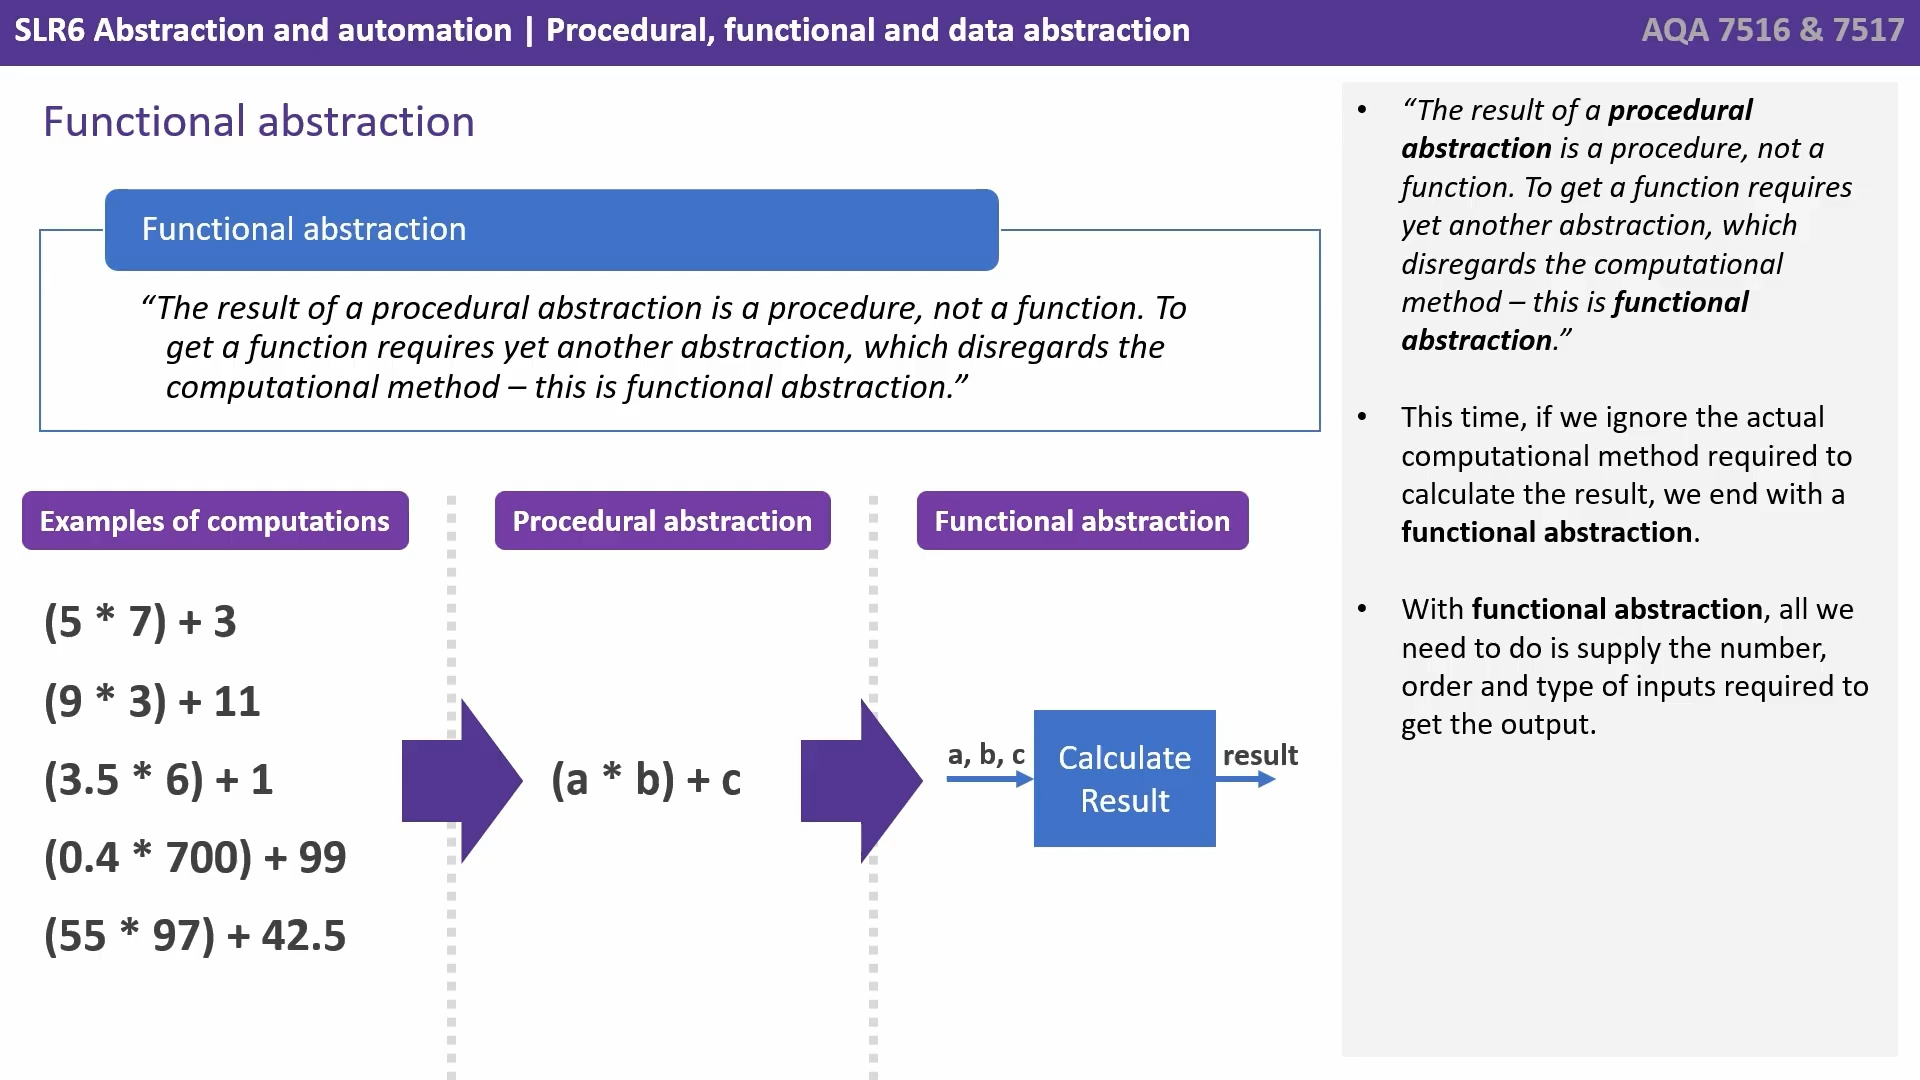 SLR6 Abstraction and automation | Procedural, functional and data abstraction
AQA 7516 & 7517
Functional abstraction
Functional abstraction
“The result of a procedural abstraction is a procedure, not a function. To
get a function requires yet another abstraction, which disregards the
computational method – this is functional abstraction.”
Examples of computations
(5 * 7) + 3
(9 * 3) + 11
(3.5 * 6) + 1
(0.4 * 700) + 99
(55 * 97) + 42.5
Procedural abstraction
(a * b) + c
Functional abstraction
a, b, c
Calculate
Result
result
• “The result of a procedural
abstraction is a procedure, not a
function. To get a function requires
yet another abstraction, which
disregards the computational
method – this is functional
abstraction.”
• This time, if we ignore the actual
computational method required to
calculate the result, we end with a
functional abstraction.
• With functional abstraction, all we
need to do is supply the number,
order and type of inputs required to
get the output.